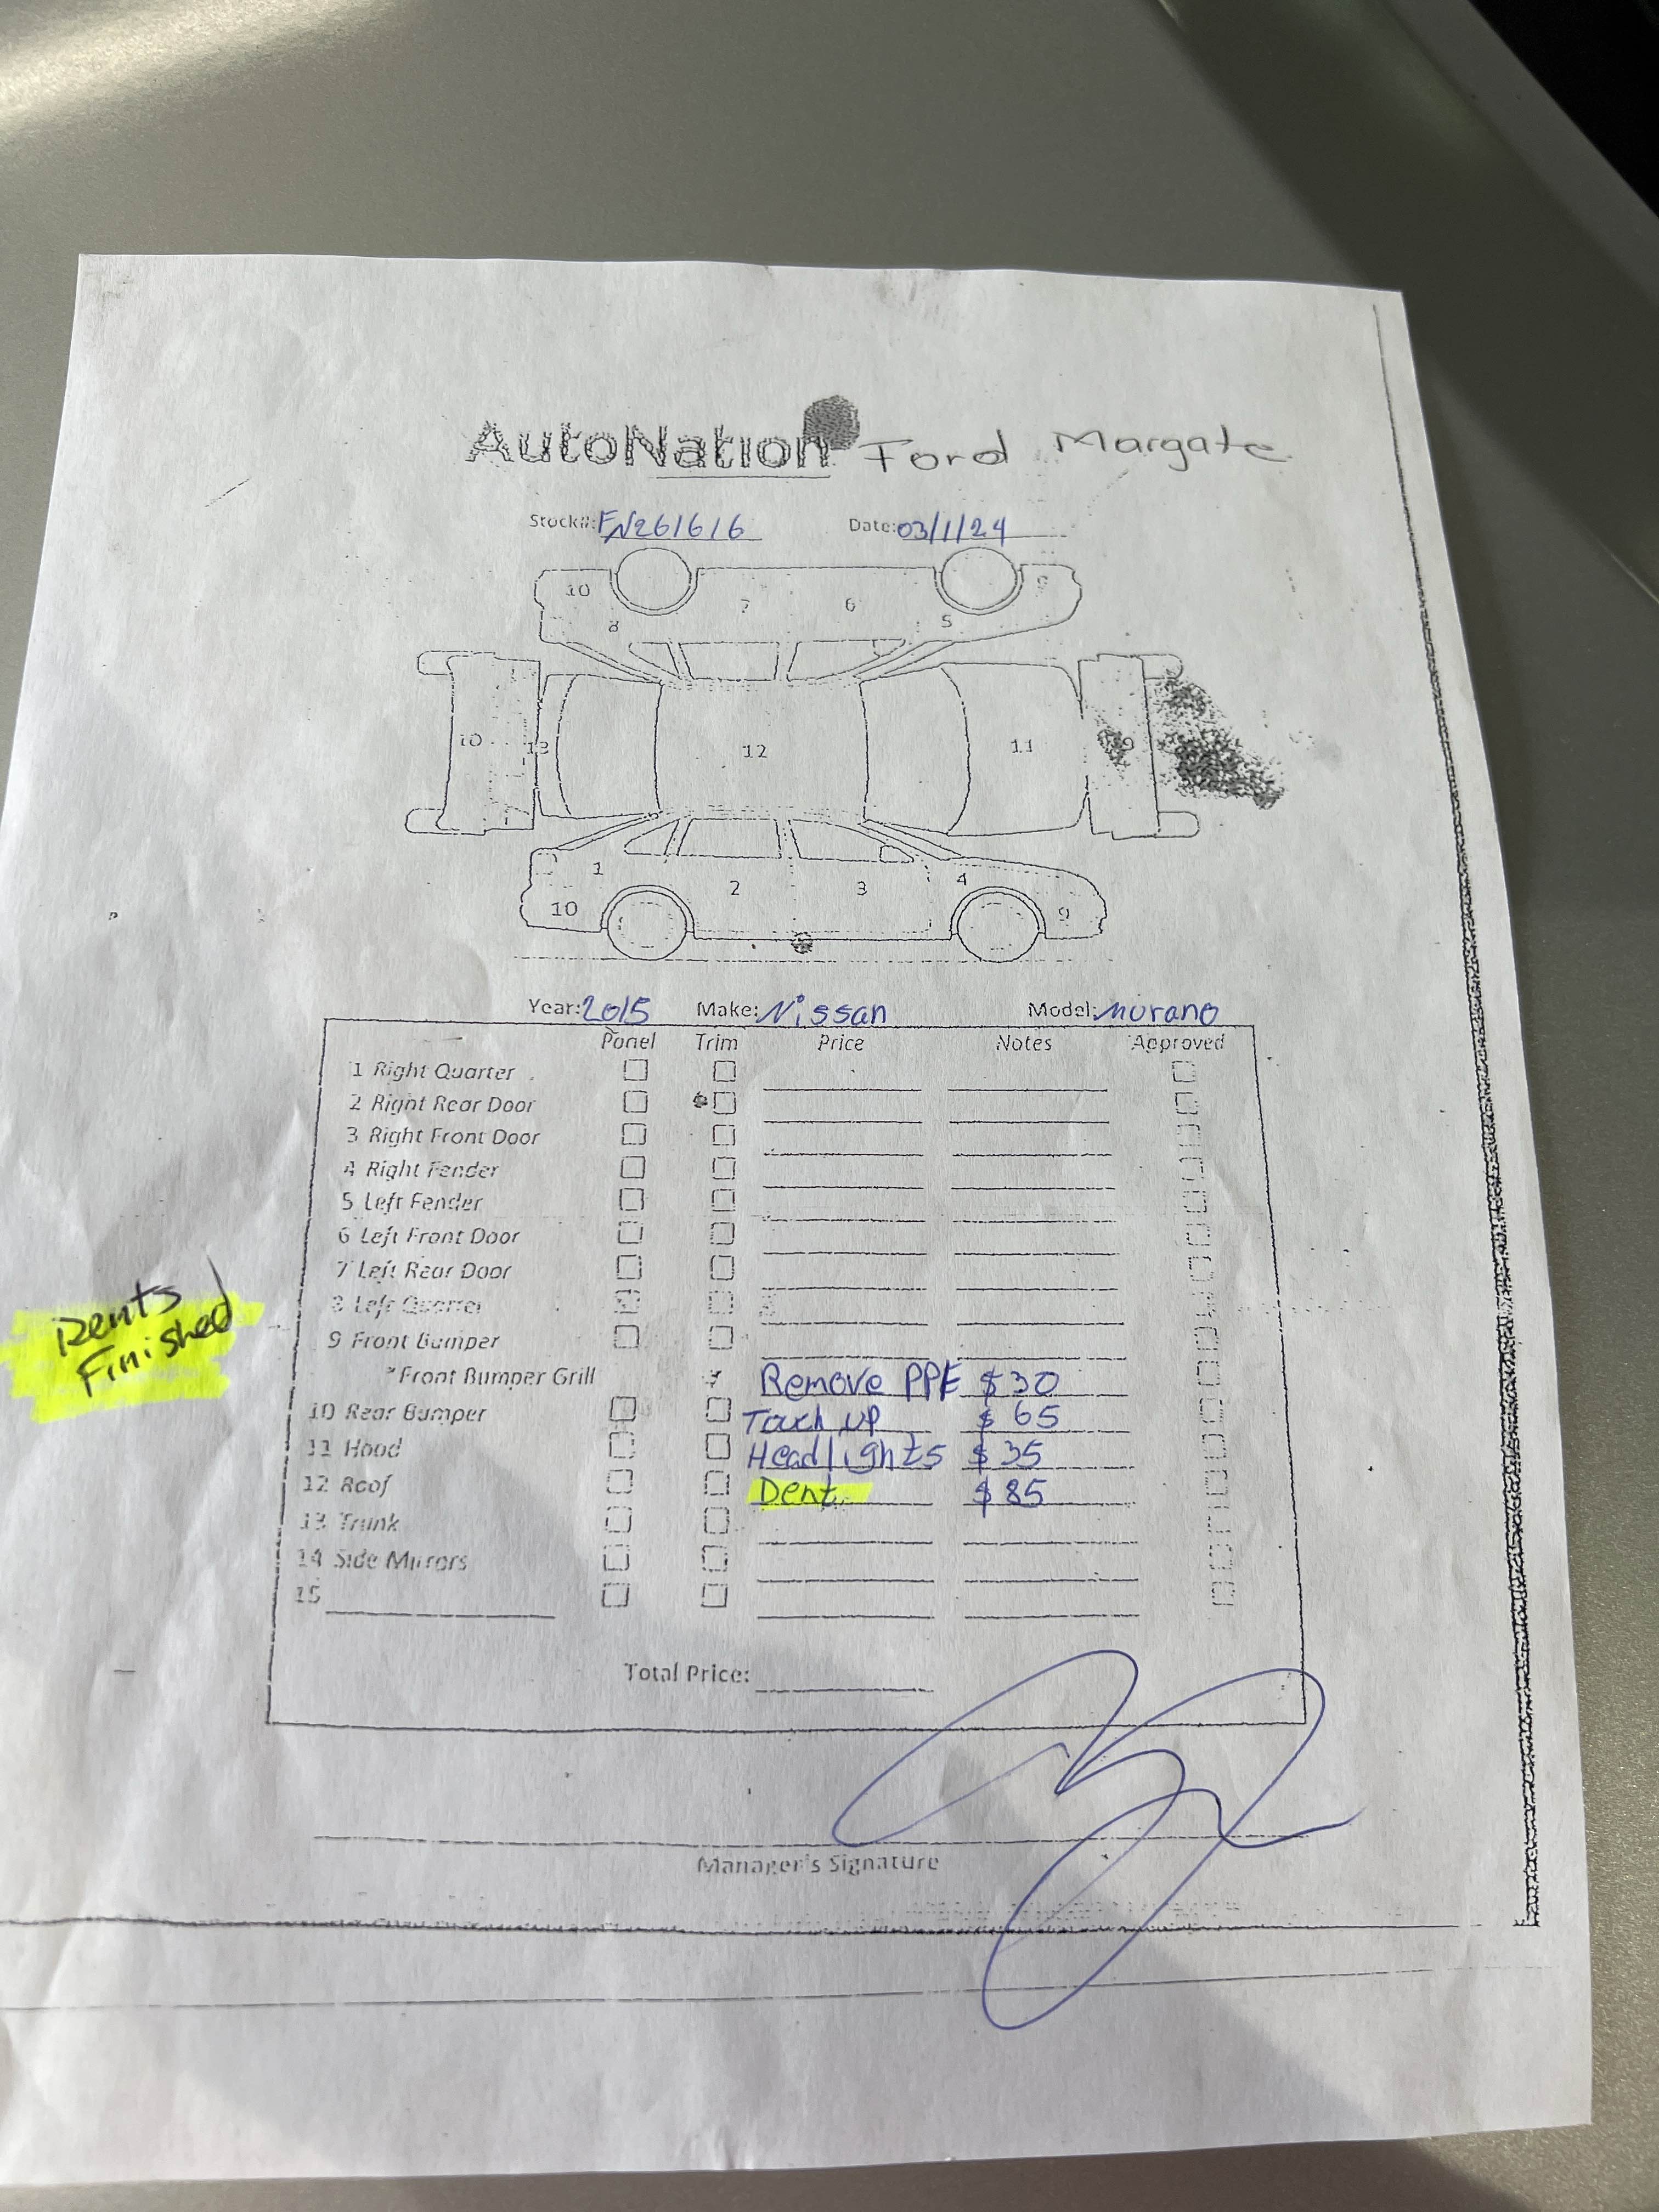 AutoNation Ford Margate
Stock#: FN261616 Date: 03/1/24
10 7 6 9
8 5
10 13 12 11 9
1 2 3 4
10 9
Year: 2015 Make: Nissan Model: Murano
Panel Trim Price Notes Approved
1 Right Quarter
2 Right Rear Door
3 Right Front Door
4 Right Fender
5 Left Fender
6 Left Front Door
7 Left Rear Door
8 Left Quarter
9 Front Bumper
*Front Bumper Grill Remove PPF $30
10 Rear Bumper Touch up $65
11 Hood Headlights $35
12 Roof Dent $85
13 Trunk
14 Side Mirrors
15
Total Price:
Dents
Finished
Manager's Signature